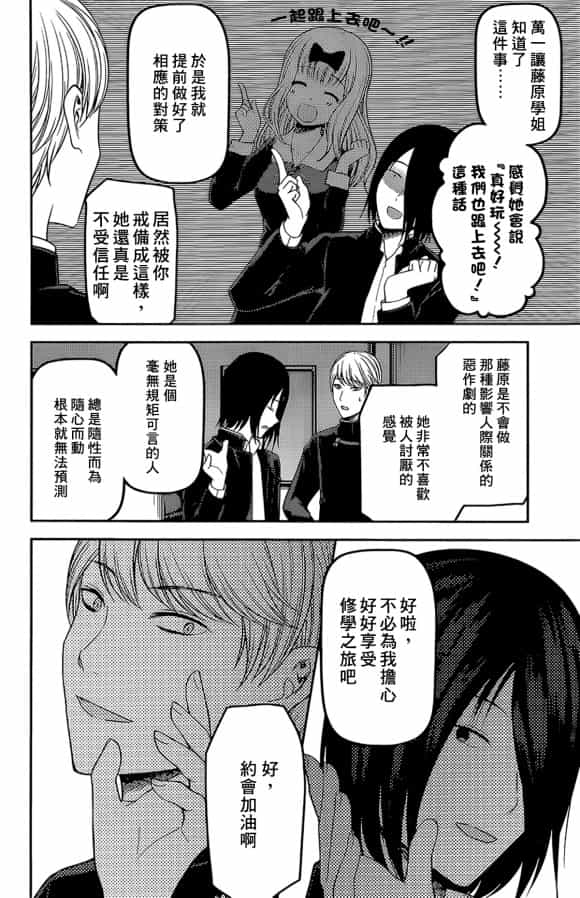 萬一讓藤原學姐
知道了
這件事……
感覺她會說
『真好玩～～～！
我們也跟上去吧！』
這種話
一起跟上去吧～!!
於是我就
提前做好了
相應的對策
居然被你
戒備成這樣，
她還真是
不受信任啊
藤原是不會做
那種影響人際關係的
惡作劇的
她非常不喜歡
被人討厭的
感覺
她是個
毫無規矩可言的人
總是隨性而為
隨心而動
根本就無法預測
好啦，
不必為我擔心
好好享受
修學之旅吧
好，
約會加油啊